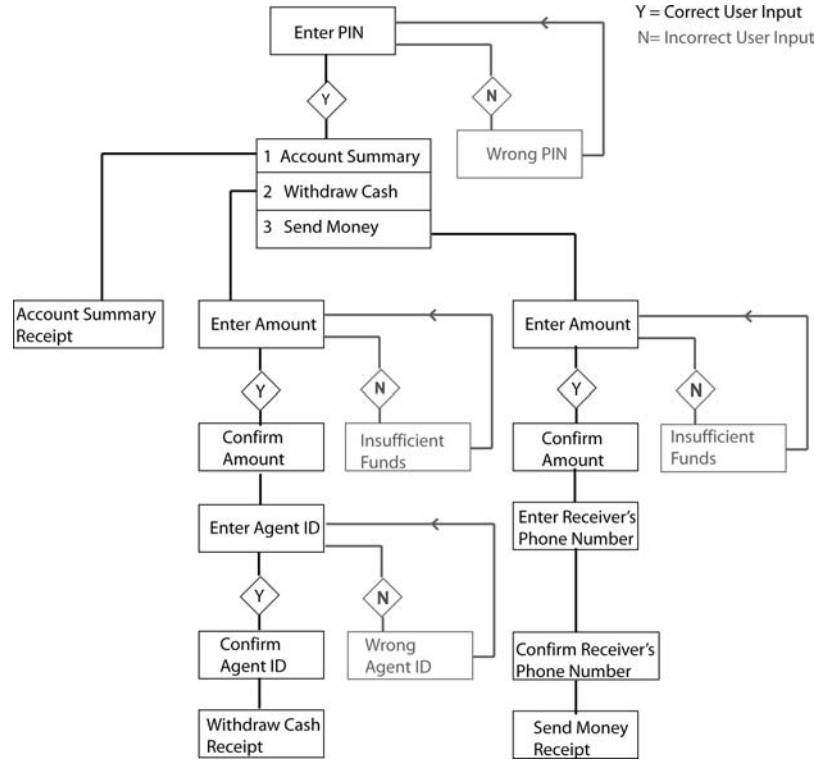 Y = Correct User Input
N= Incorrect User Input
Enter PIN
Y
N
Wrong PIN
1 Account Summary
2 Withdraw Cash
3 Send Money
Account Summary
Receipt
Enter Amount
Y
N
Confirm
Amount
Insufficient
Funds
Enter Agent ID
Y
N
Confirm
Agent ID
Wrong
Agent ID
Withdraw Cash
Receipt
Enter Amount
Y
N
Confirm
Amount
Insufficient
Funds
Enter Receiver's
Phone Number
Confirm Receiver's
Phone Number
Send Money
Receipt